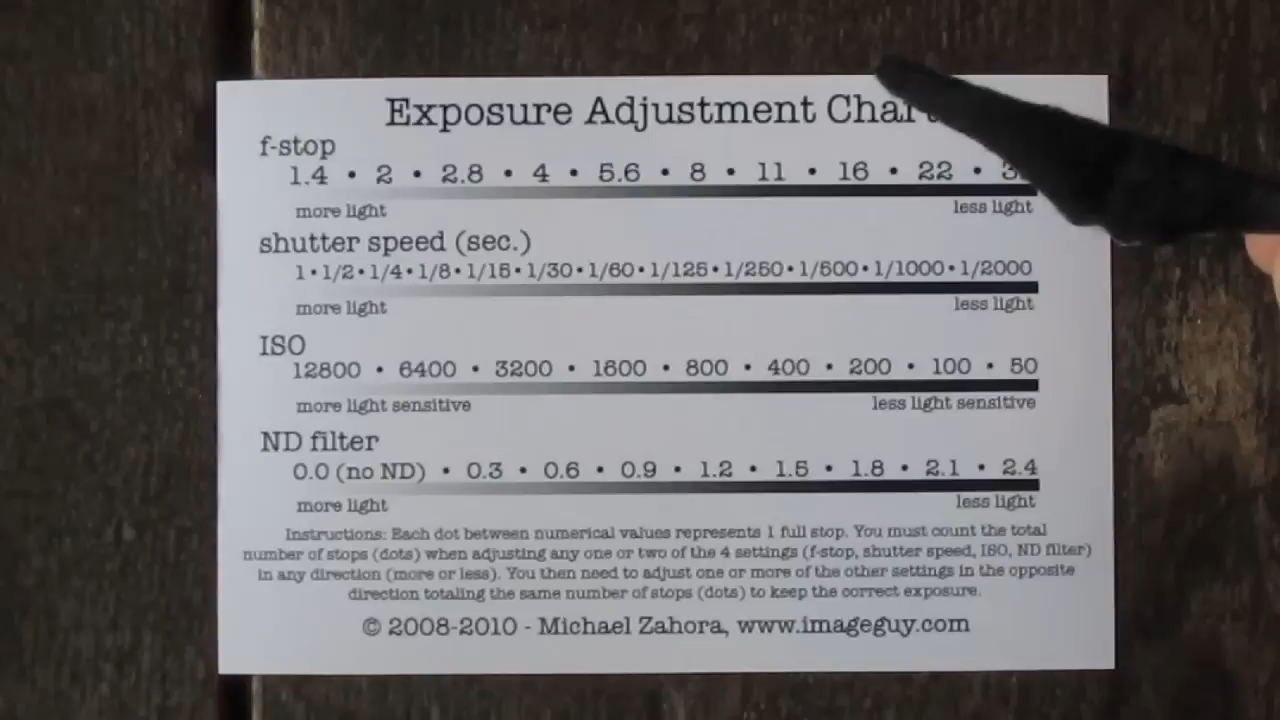 Exposure Adjustment Chart
f-stop
1.4 • 2 • 2.8 • 4 • 5.6 • 8 • 11 • 16 • 22 •
more light less light
shutter speed (sec.)
1 • 1/2 • 1/4 • 1/8 • 1/15 • 1/30 • 1/60 • 1/125 • 1/250 • 1/500 • 1/1000 • 1/2000
more light less light
ISO
12800 • 6400 • 3200 • 1600 • 800 • 400 • 200 • 100 • 50
more light sensitive less light sensitive
ND filter
0.0 (no ND) • 0.3 • 0.6 • 0.9 • 1.2 • 1.5 • 1.8 • 2.1 • 2.4
more light less light
Instructions: Each dot between numerical values represents 1 full stop. You must count the total
number of stops (dots) when adjusting any one or two of the 4 settings (f-stop, shutter speed, ISO, ND filter)
in any direction (more or less). You then need to adjust one or more of the other settings in the opposite
direction totaling the same number of stops (dots) to keep the correct exposure.
© 2008-2010 - Michael Zahora, www.imageguy.com